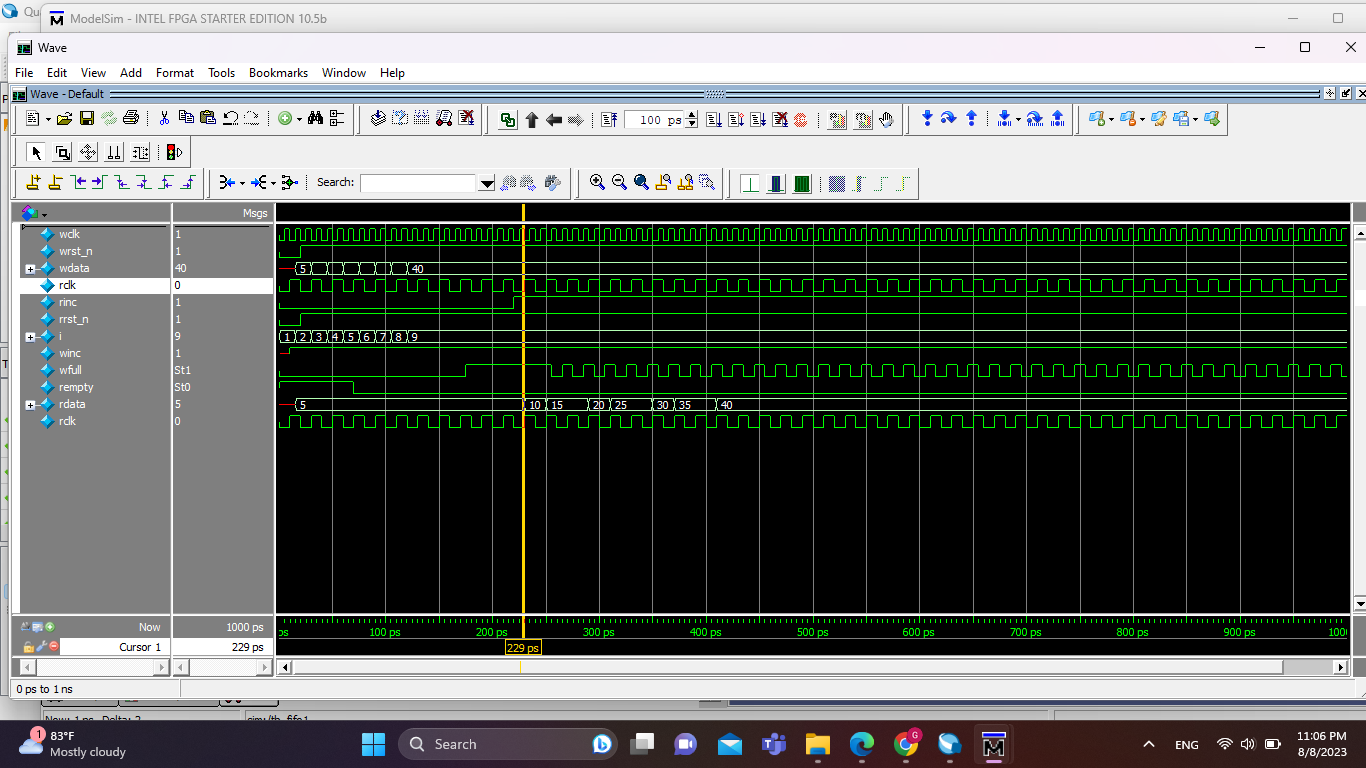 Qu
ModelSim - INTEL FPGA STARTER EDITION 10.5b
Wave
File Edit View Add Format Tools Bookmarks Window Help
Wave - Default
100 ps
Search:
Msgs
wclk 1
wrst_n 1
wdata 40 5 40
rclk 0
rinc 1
rrst_n 1
i 9 1 2 3 4 5 6 7 8 9
winc 1
wfull St1
rempty St0
rdata 5 5 10 15 20 25 30 35 40
rclk 0
Now 1000 ps ps 100 ps 200 ps 300 ps 400 ps 500 ps 600 ps 700 ps 800 ps 900 ps 1000
Cursor 1 229 ps 229 ps
0 ps to 1 ns
Now: 1 ns Delta: 2 sim:/tb_fifo1
1
83°F
Mostly cloudy
Search
G
ENG
11:06 PM
8/8/2023